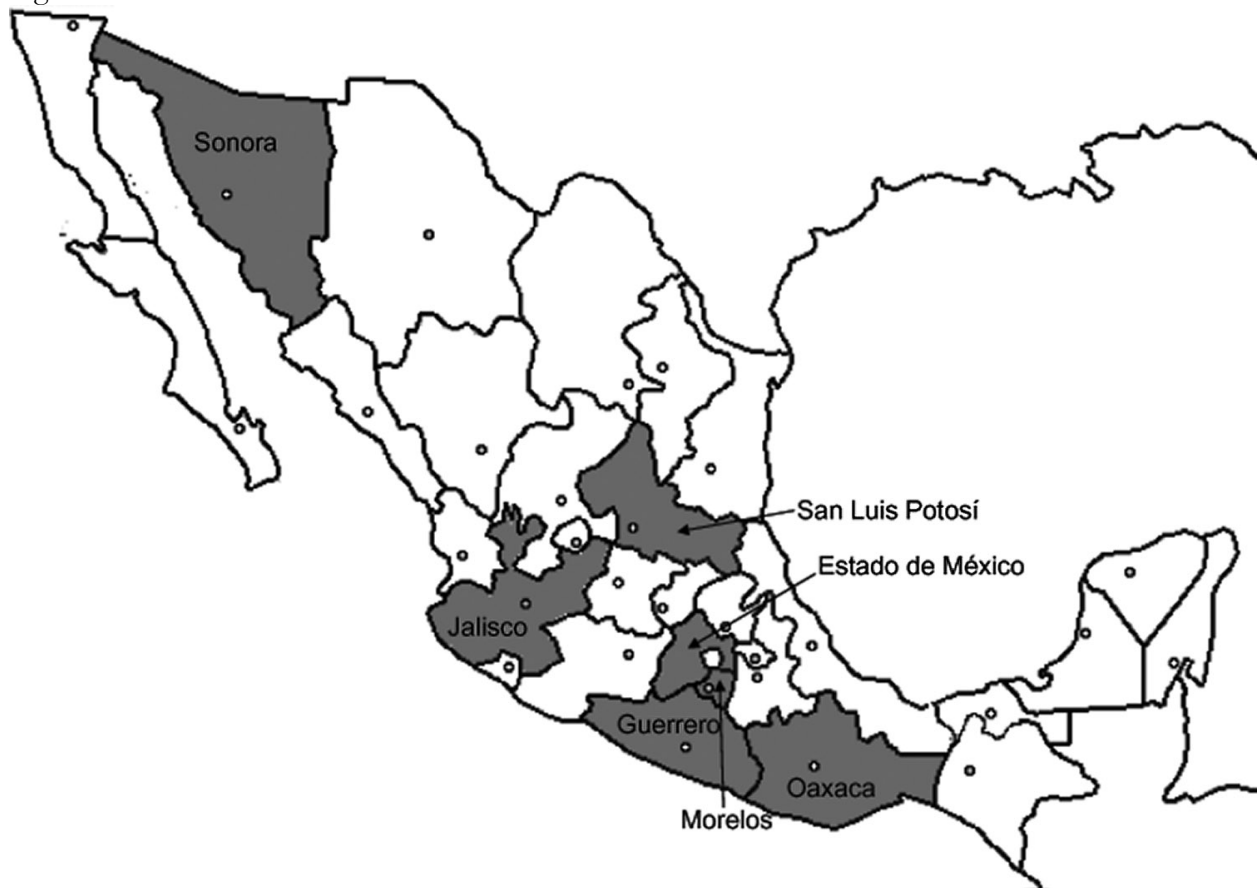 Sonora
San Luis Potosí
Estado de México
Jalisco
Guerrero
Oaxaca
Morelos